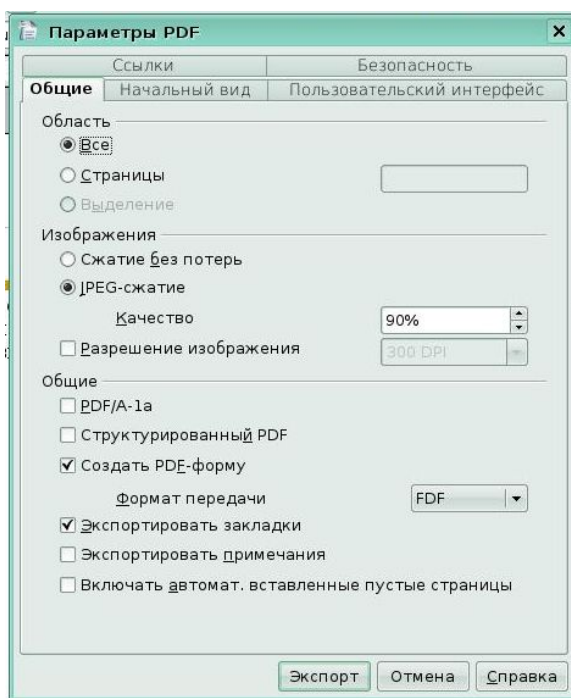 Параметры PDF
Ссылки Безопасность
Общие Начальный вид Пользовательский интерфейс
Область
Все
Страницы
Выделение
Изображения
Сжатие без потерь
JPEG-сжатие
Качество 90%
Разрешение изображения 300 DPI
Общие
PDF/A-1a
Структурированный PDF
Создать PDF-форму
Формат передачи FDF
Экспортировать закладки
Экспортировать примечания
Включать автомат. вставленные пустые страницы
Экспорт Отмена Справка